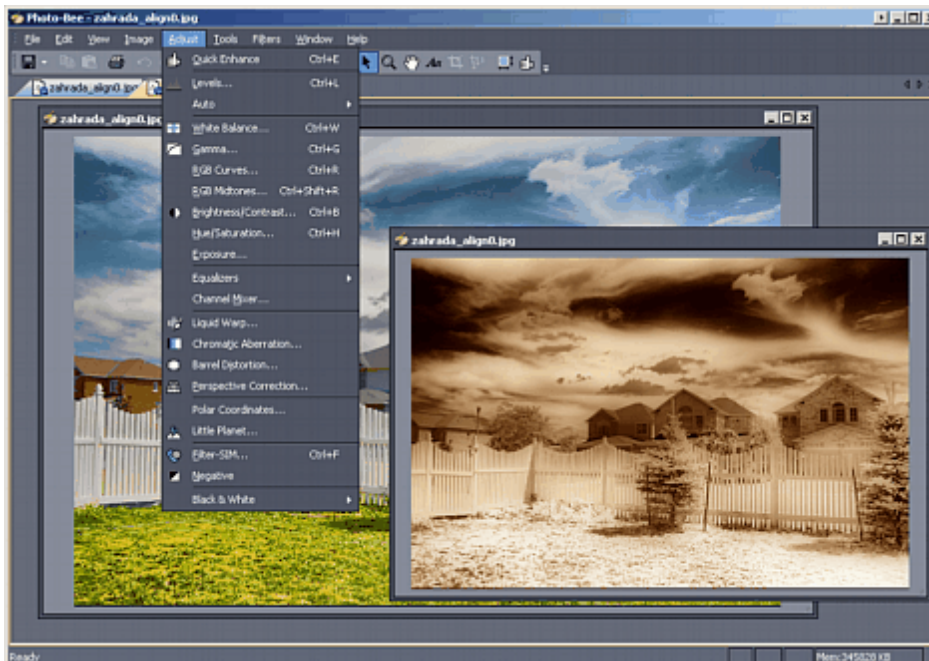 Photo-Bee - zahrada_align0.jpg
File Edit View Image Adjust Tools Filters Window Help
zahrada_align0.jpg
zahrada_align0.jpg
Quick Enhance Ctrl+E
Levels... Ctrl+L
Auto
White Balance... Ctrl+W
Gamma... Ctrl+G
RGB Curves... Ctrl+R
RGB Midtones... Ctrl+Shift+R
Brightness/Contrast... Ctrl+B
Hue/Saturation... Ctrl+H
Exposure...
Equalizers
Channel Mixer...
Liquid Warp...
Chromatic Aberration...
Barrel Distortion...
Perspective Correction...
Polar Coordinates...
Little Planet...
Filter-SIM... Ctrl+F
Negative
Black & White
zahrada_align0.jpg
Ready
Mem:345828 KB